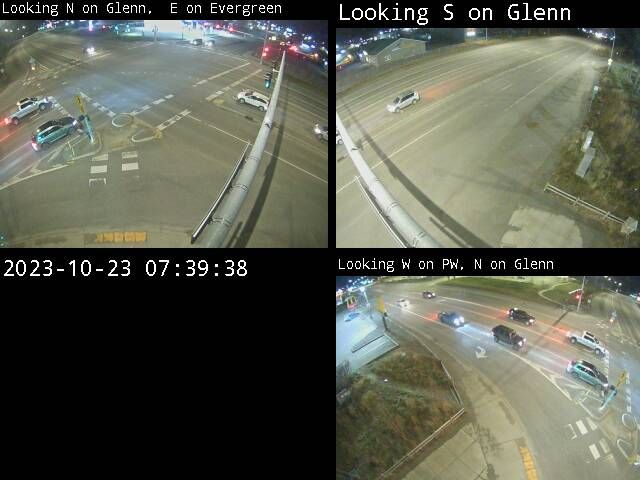 Looking N on Glenn, E on Evergreen
Looking S on Glenn
2023-10-23 07:39:38
Looking W on PW, N on Glenn